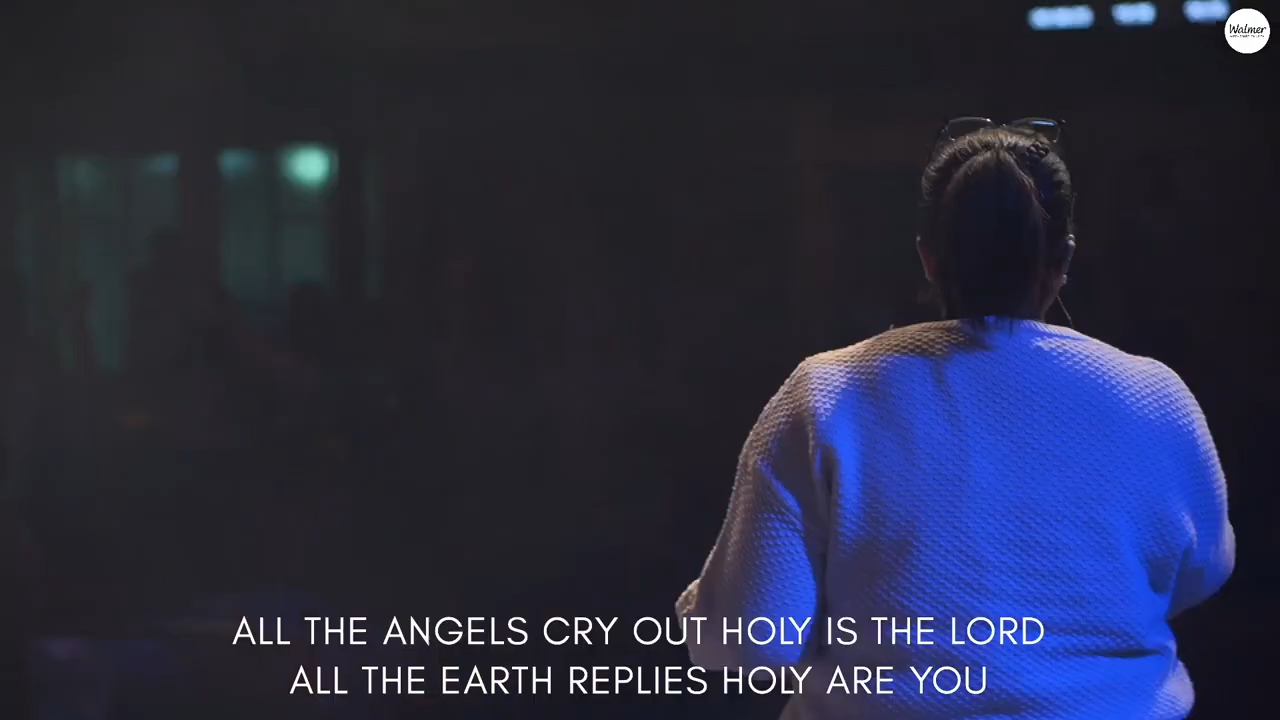 Walmer
ALL THE ANGELS CRY OUT HOLY IS THE LORD
ALL THE EARTH REPLIES HOLY ARE YOU